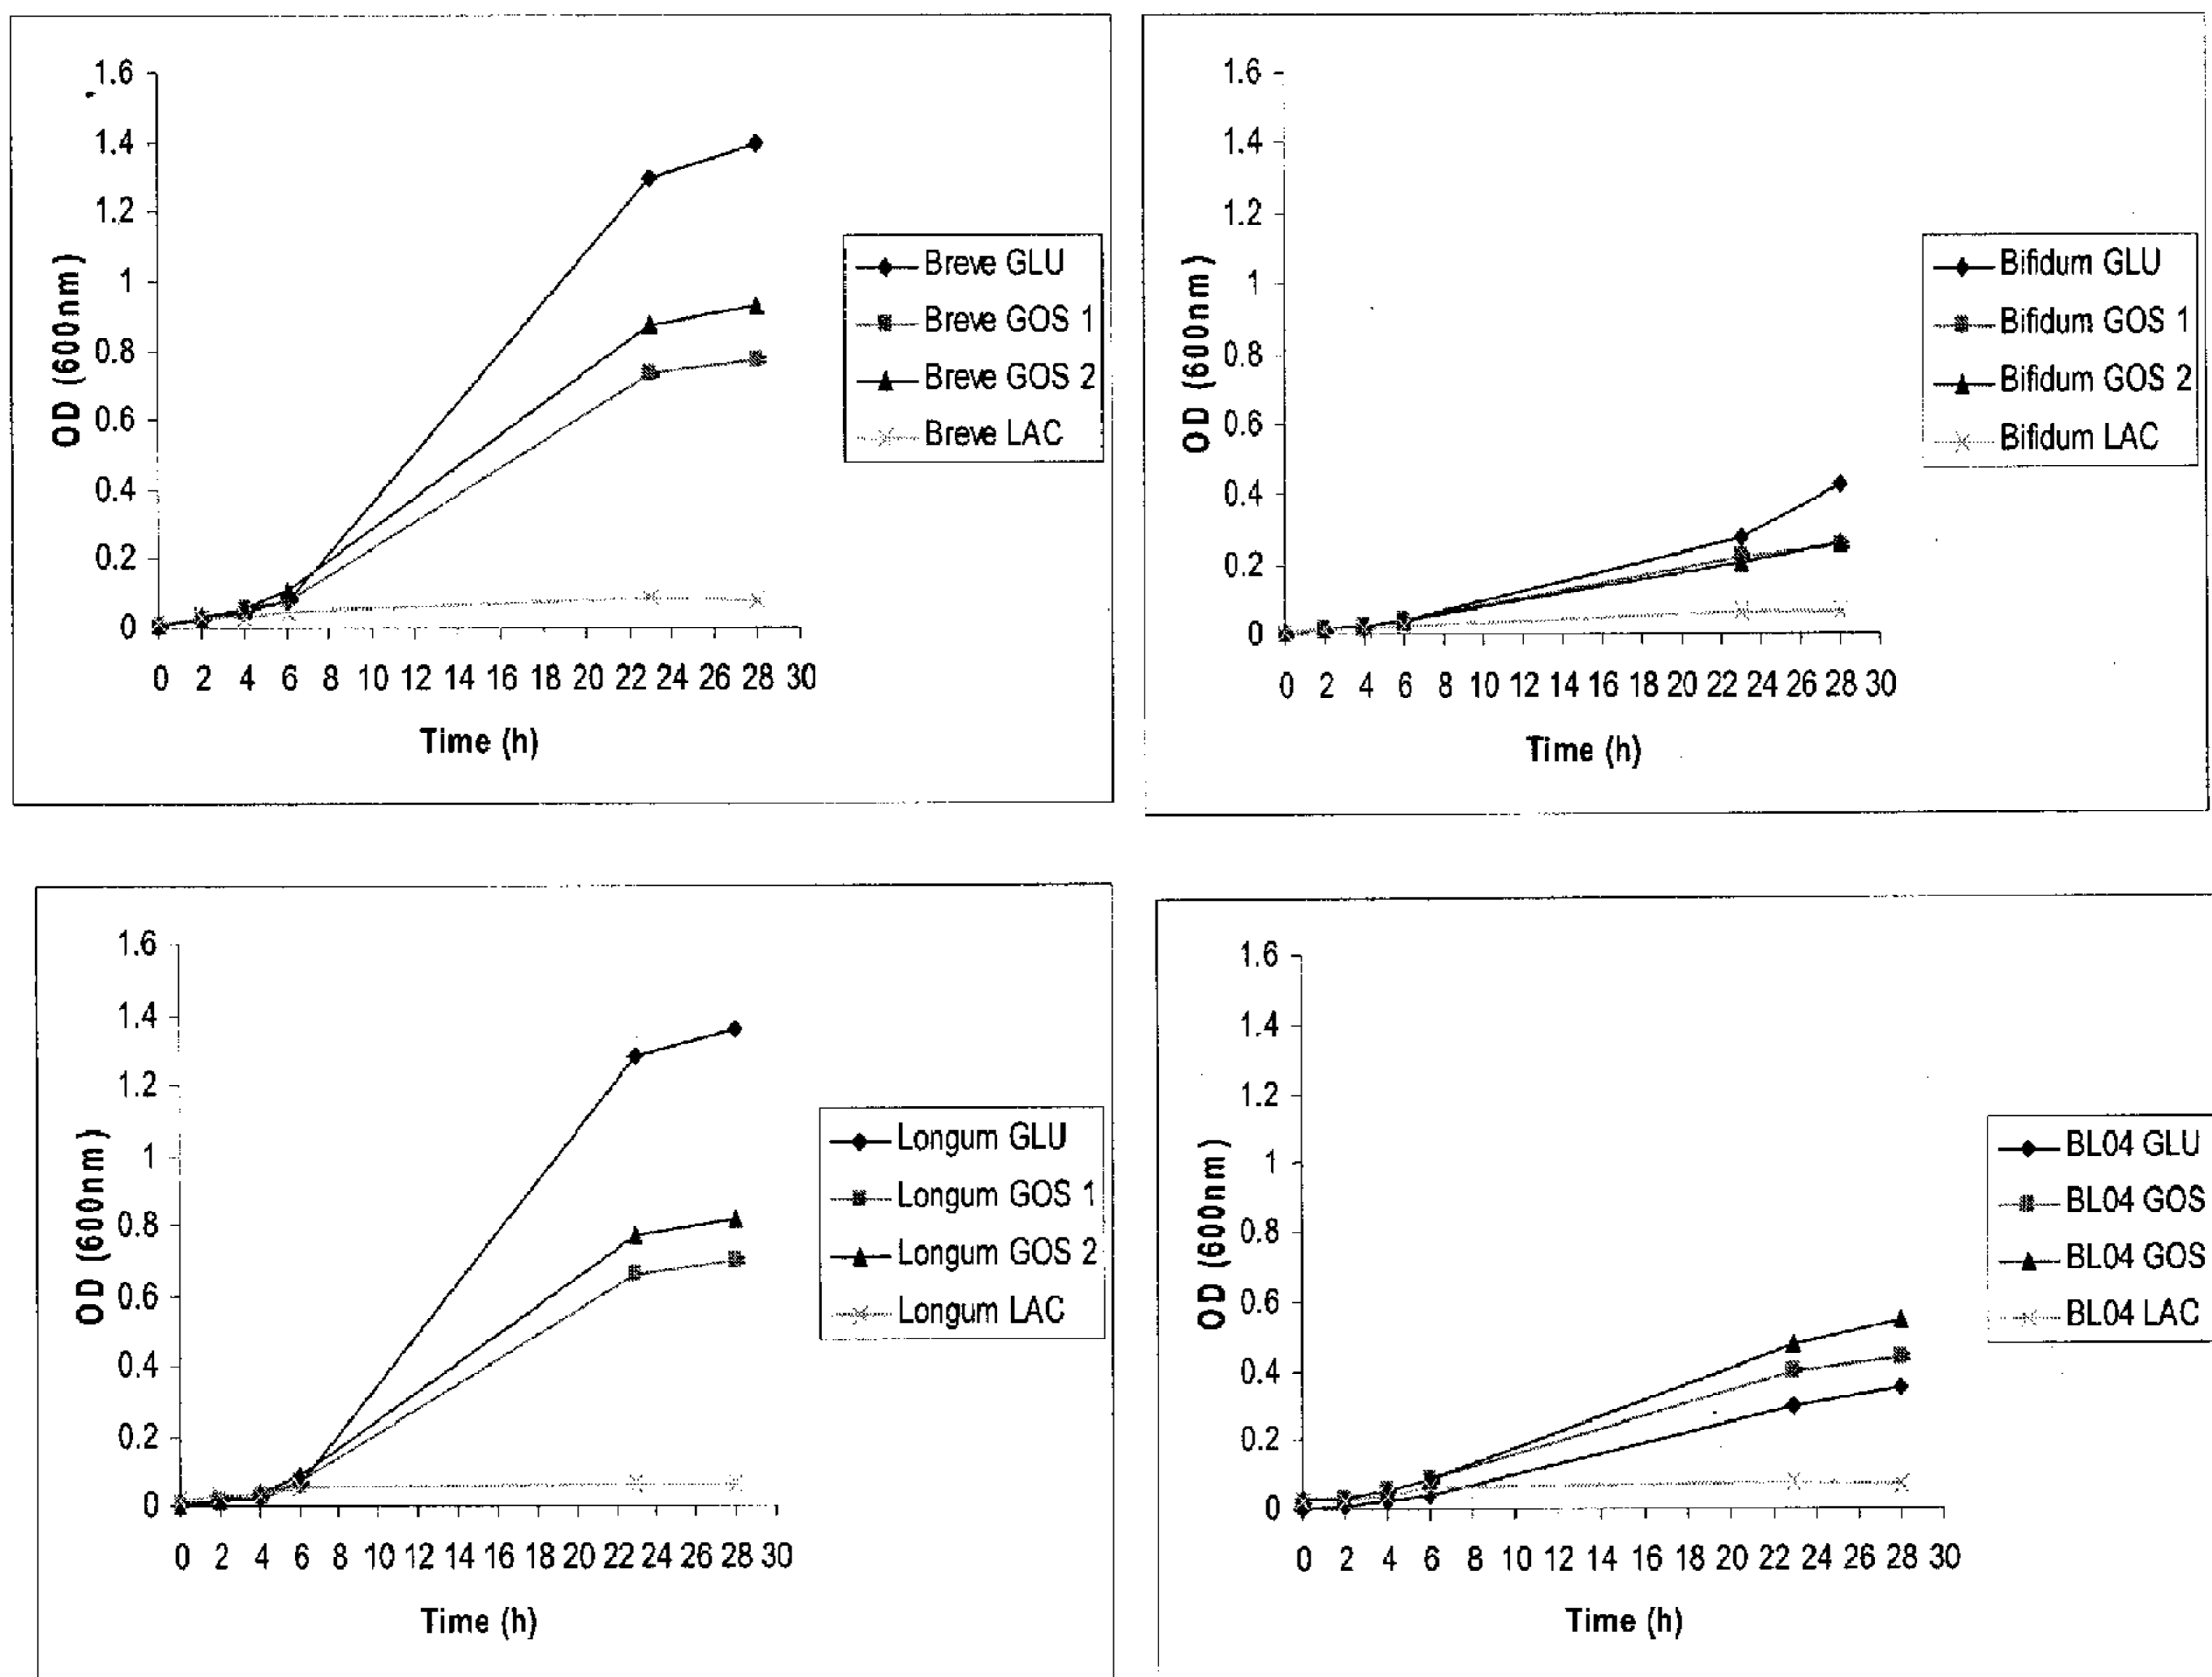 1.6
1.4
1.2
1
0.8
0.6
0.4
0.2
0
OD (600nm)
0 2 4 6 8 10 12 14 16 18 20 22 24 26 28 30
Time (h)
Breve GLU
Breve GOS 1
Breve GOS 2
Breve LAC
1.6
1.4
1.2
1
0.8
0.6
0.4
0.2
0
OD (600nm)
0 2 4 6 8 10 12 14 16 18 20 22 24 26 28 30
Time (h)
Bifidum GLU
Bifidum GOS 1
Bifidum GOS 2
Bifidum LAC
1.6
1.4
1.2
1
0.8
0.6
0.4
0.2
0
OD (600nm)
0 2 4 6 8 10 12 14 16 18 20 22 24 26 28 30
Time (h)
Longum GLU
Longum GOS 1
Longum GOS 2
Longum LAC
1.6
1.4
1.2
1
0.8
0.6
0.4
0.2
0
OD (600nm)
0 2 4 6 8 10 12 14 16 18 20 22 24 26 28 30
Time (h)
BL04 GLU
BL04 GOS
BL04 GOS
BL04 LAC